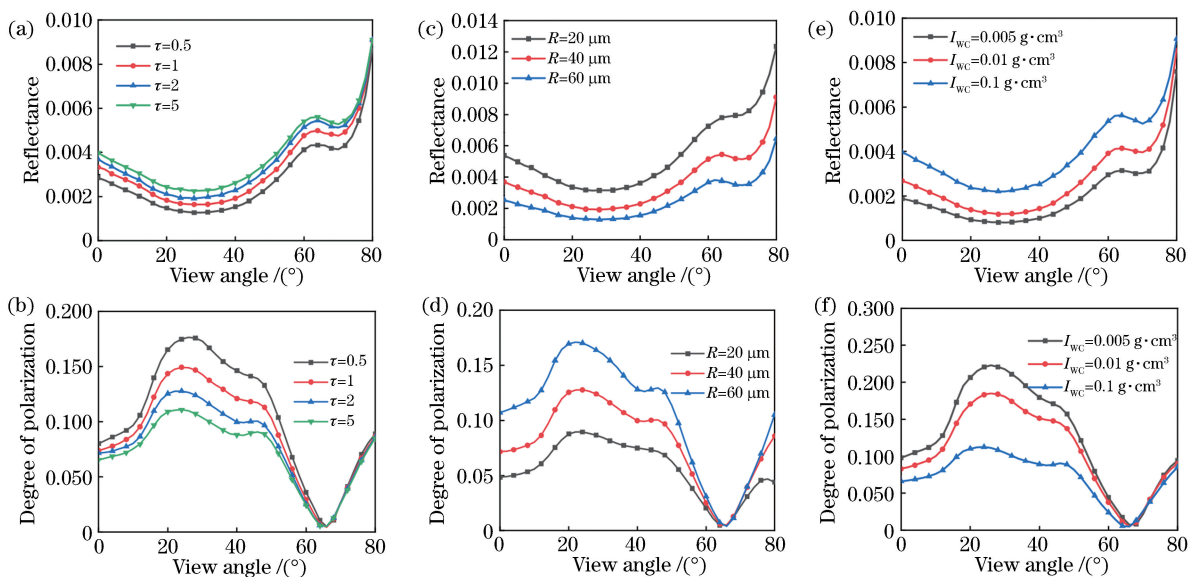 (a)
0.010
0.008
0.006
0.004
0.002
0
Reflectance
τ=0.5
τ=1
τ=2
τ=5
0 20 40 60 80
View angle /(°)
(c)
0.014
0.012
0.010
0.008
0.006
0.004
0.002
0
Reflectance
R=20 μm
R=40 μm
R=60 μm
0 20 40 60 80
View angle /(°)
(e)
0.010
0.008
0.006
0.004
0.002
0
Reflectance
I_WC=0.005 g·cm³
I_WC=0.01 g·cm³
I_WC=0.1 g·cm³
0 20 40 60 80
View angle /(°)
(b)
0.200
0.150
0.100
0.050
0
Degree of polarization
τ=0.5
τ=1
τ=2
τ=5
0 20 40 60 80
View angle /(°)
(d)
0.20
0.15
0.10
0.05
0
Degree of polarization
R=20 μm
R=40 μm
R=60 μm
0 20 40 60 80
View angle /(°)
(f)
0.300
0.250
0.200
0.150
0.100
0.050
0
Degree of polarization
I_WC=0.005 g·cm³
I_WC=0.01 g·cm³
I_WC=0.1 g·cm³
0 20 40 60 80
View angle /(°)